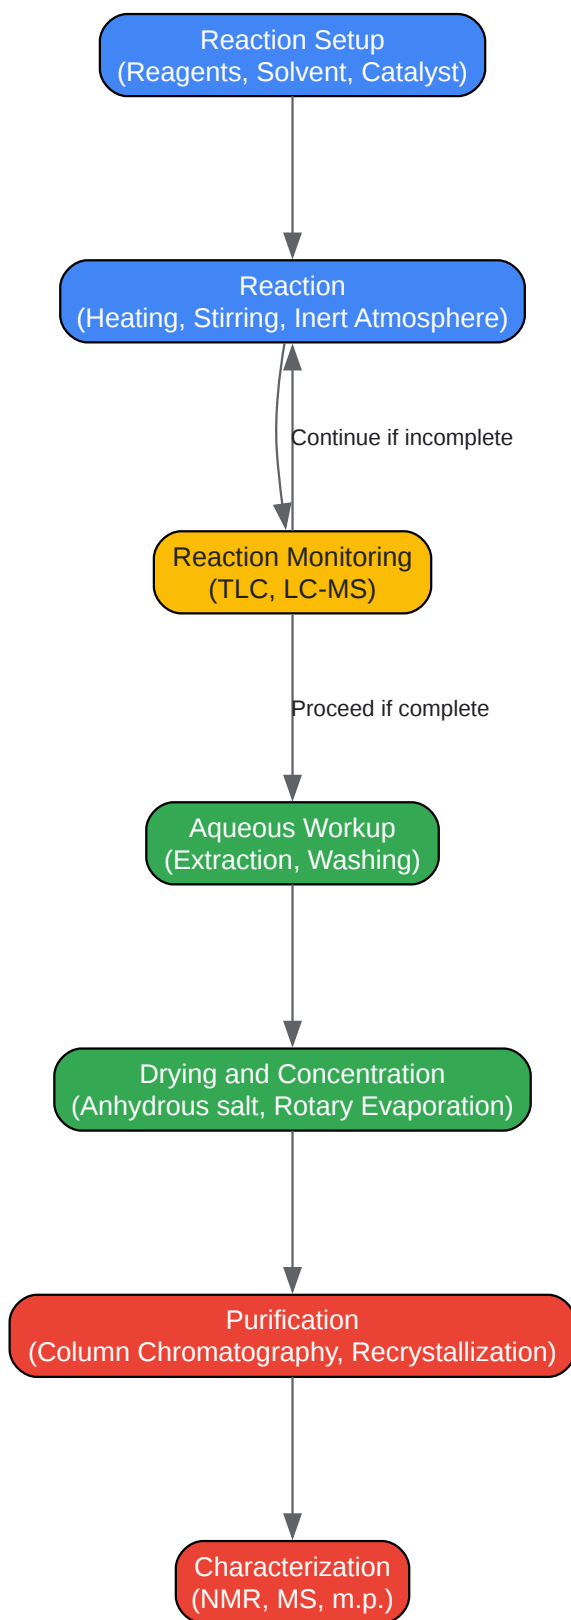 Reaction Setup
(Reagents, Solvent, Catalyst)
Reaction
(Heating, Stirring, Inert Atmosphere)
Continue if incomplete
Reaction Monitoring
(TLC, LC-MS)
Proceed if complete
Aqueous Workup
(Extraction, Washing)
Drying and Concentration
(Anhydrous salt, Rotary Evaporation)
Purification
(Column Chromatography, Recrystallization)
Characterization
(NMR, MS, m.p.)